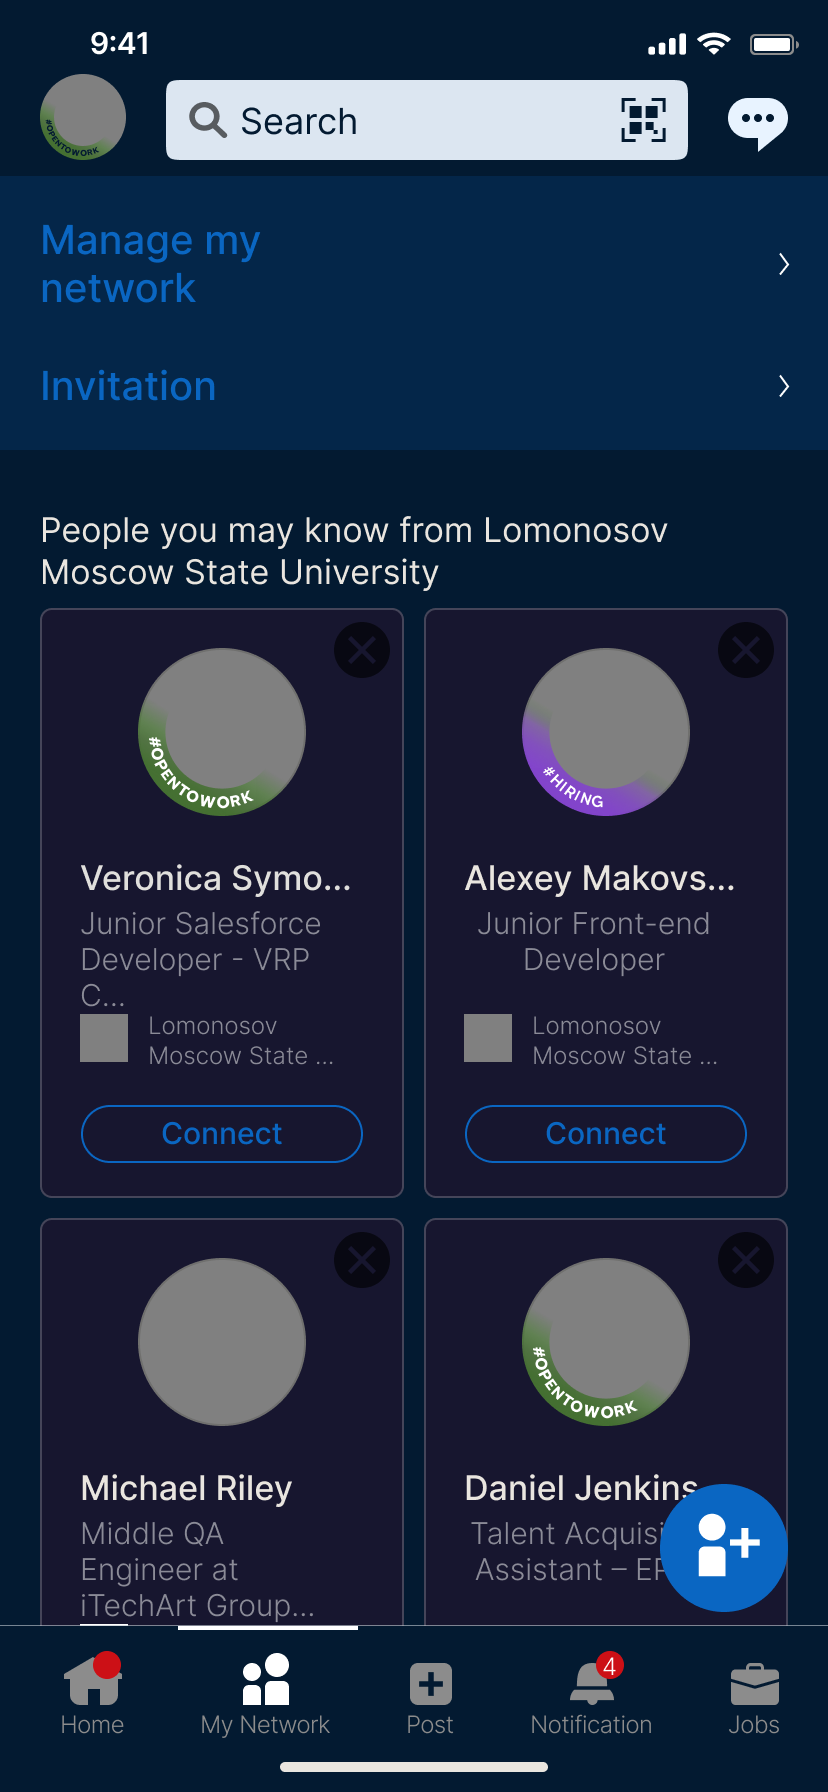 9:41
#OPENTOWORK
Search
Manage my
network
Invitation
People you may know from Lomonosov
Moscow State University
#OPENTOWORK
#HIRING
Veronica Symo...
Alexey Makovs...
Junior Salesforce
Developer - VRP
C...
Junior Front-end
Developer
Lomonosov
Moscow State ...
Lomonosov
Moscow State ...
Connect
Connect
#OPENTOWORK
Michael Riley
Daniel Jenkins
Middle QA
Engineer at
iTechArt Group...
Talent Acquisi
Assistant – EP
4
Home
My Network
Post
Notification
Jobs